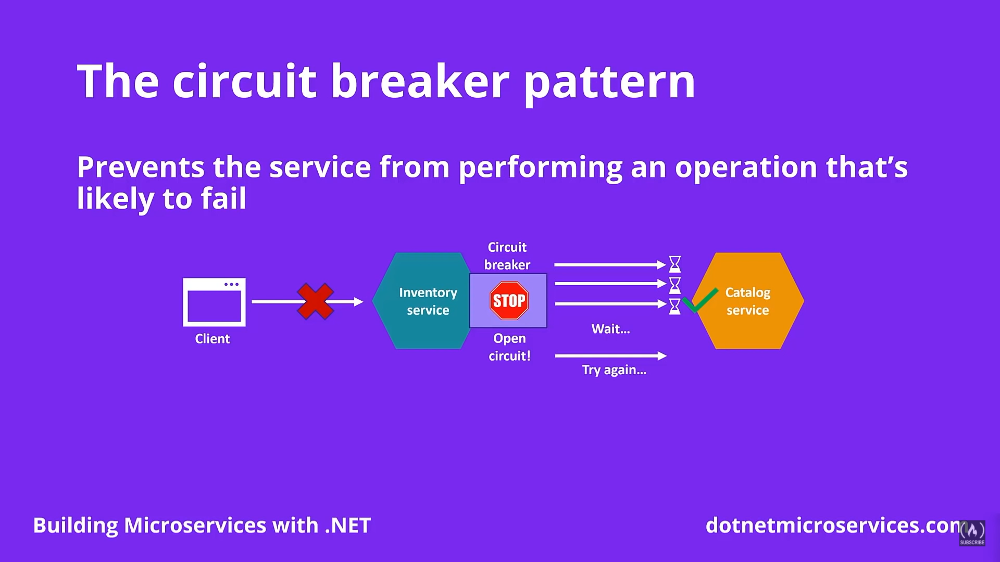 The circuit breaker pattern
Prevents the service from performing an operation that’s
likely to fail
Circuit
breaker
Client
Inventory
service
STOP
Open
circuit!
Wait...
Try again...
Catalog
service
Building Microservices with .NET
dotnetmicroservices.com
SUBSCRIBE